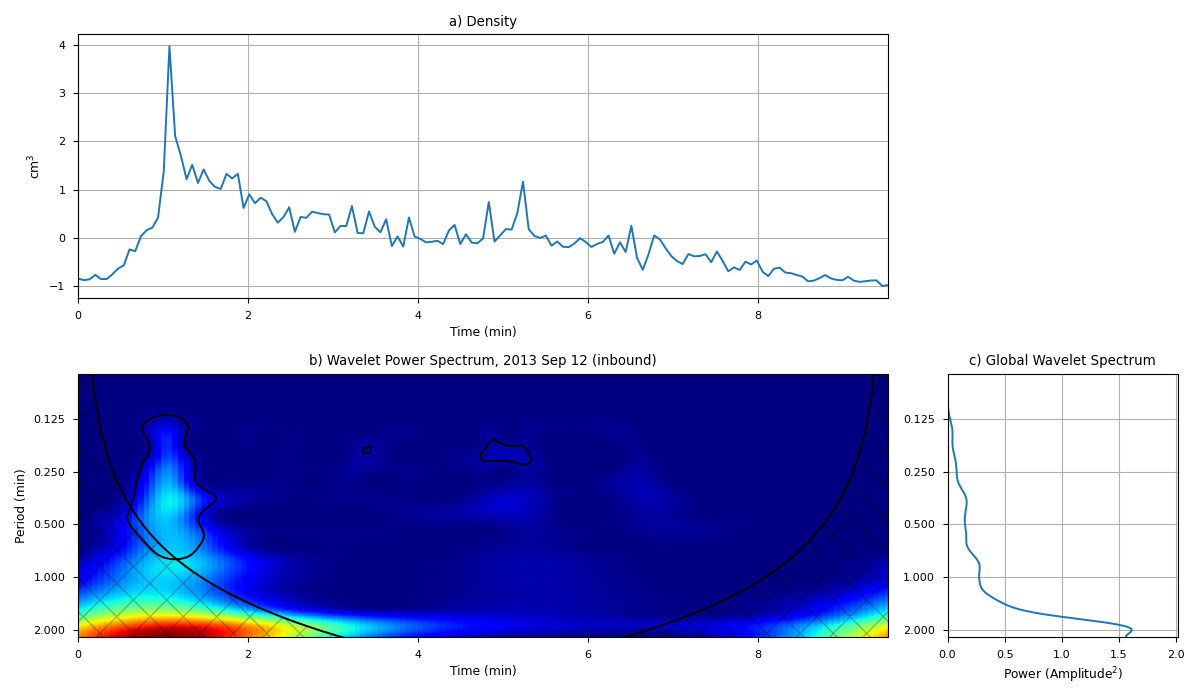 a) Density
4
3
2
1
0
−1
cm³
0 2 4 6 8
Time (min)
b) Wavelet Power Spectrum, 2013 Sep 12 (inbound)
0.125
0.250
0.500
1.000
2.000
Period (min)
0 2 4 6 8
Time (min)
c) Global Wavelet Spectrum
0.125
0.250
0.500
1.000
2.000
0.0 0.5 1.0 1.5 2.0
Power (Amplitude²)